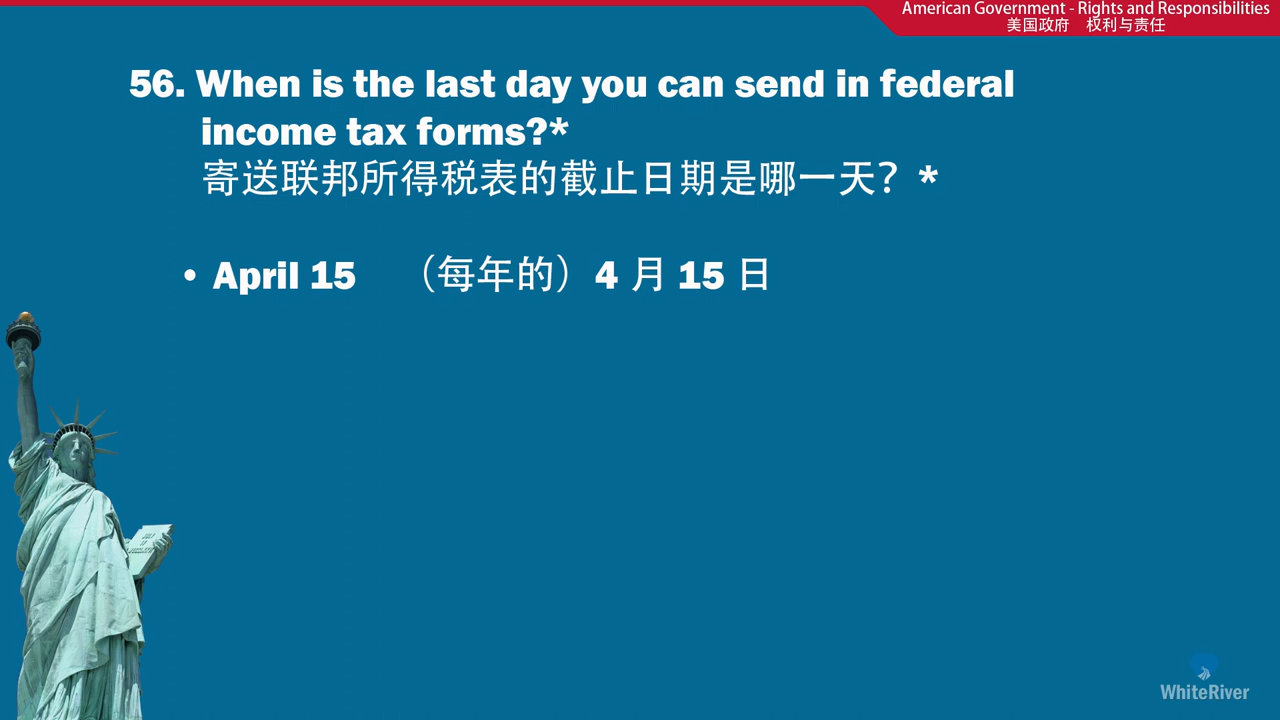 American Government - Rights and Responsibilities
美国政府 权利与责任
56. When is the last day you can send in federal
income tax forms?*
寄送联邦所得税表的截止日期是哪一天？*
• April 15 （每年的）4 月 15 日
WhiteRiver